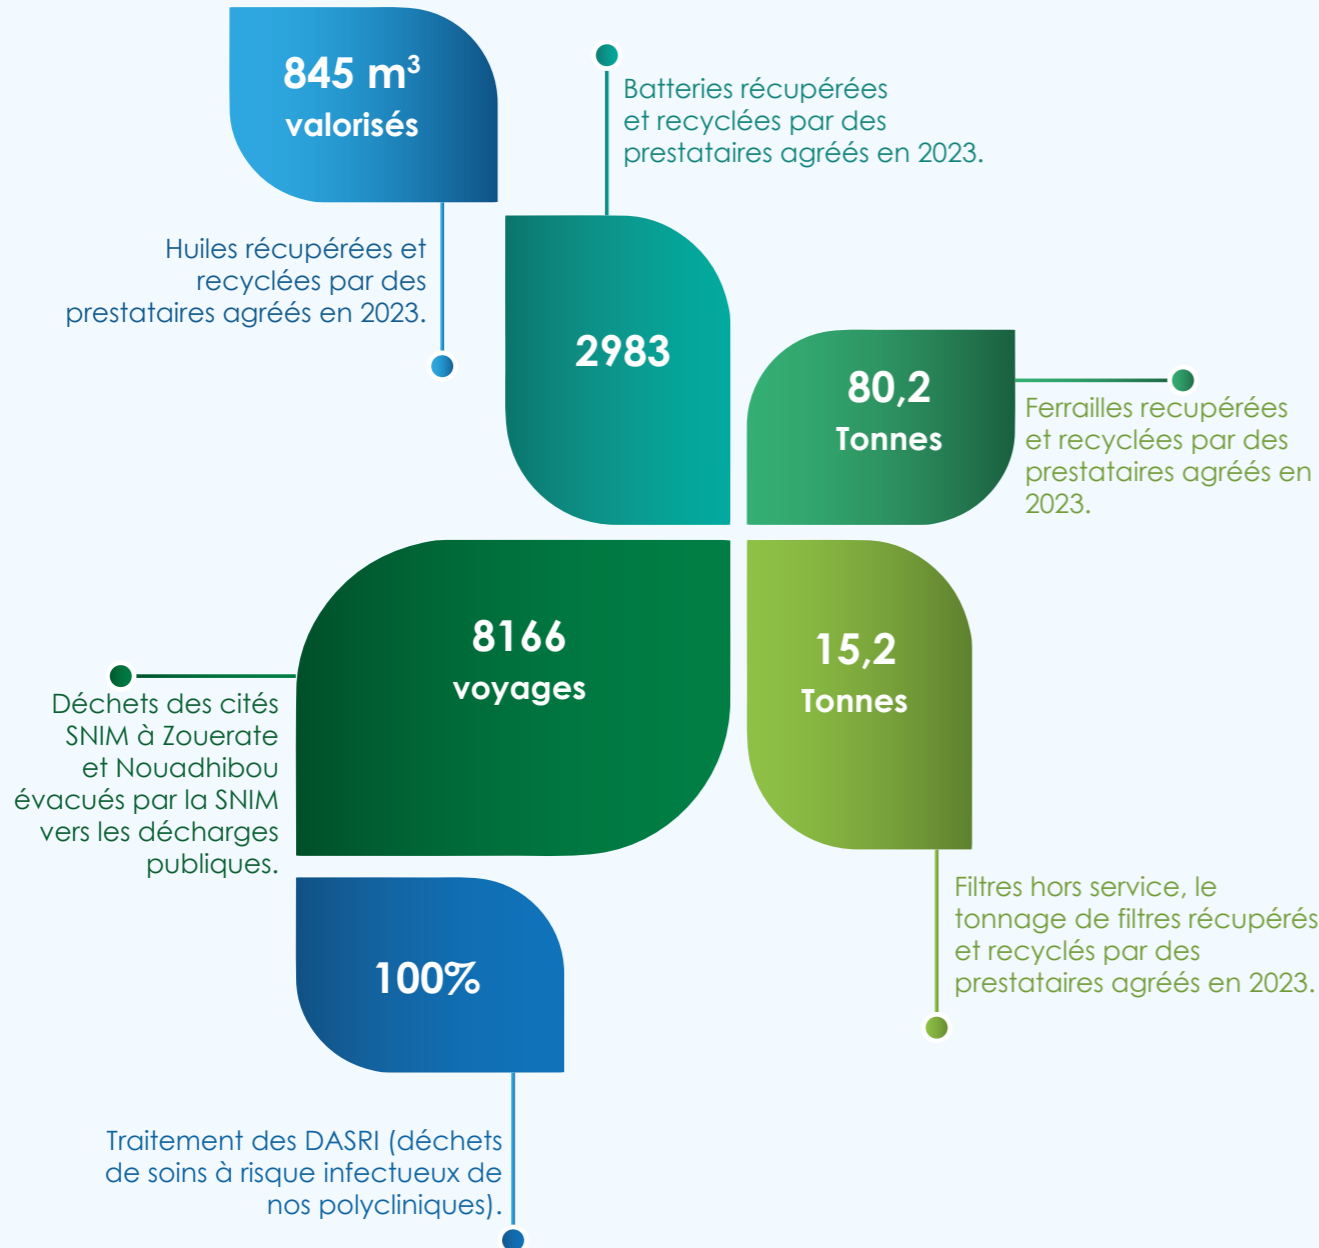 845 m³
valorisés
Huiles récupérées et
recyclées par des
prestataires agréés en 2023.
Batteries récupérées
et recyclées par des
prestataires agréés en 2023.
2983
80,2
Tonnes
Ferrailles recupérées
et recyclées par des
prestataires agréés en
2023.
8166
voyages
Déchets des cités
SNIM à Zouerate
et Nouadhibou
évacués par la SNIM
vers les décharges
publiques.
15,2
Tonnes
Filtres hors service, le
tonnage de filtres récupérés
et recyclés par des
prestataires agréés en 2023.
100%
Traitement des DASRI (déchets
de soins à risque infectueux de
nos polycliniques).